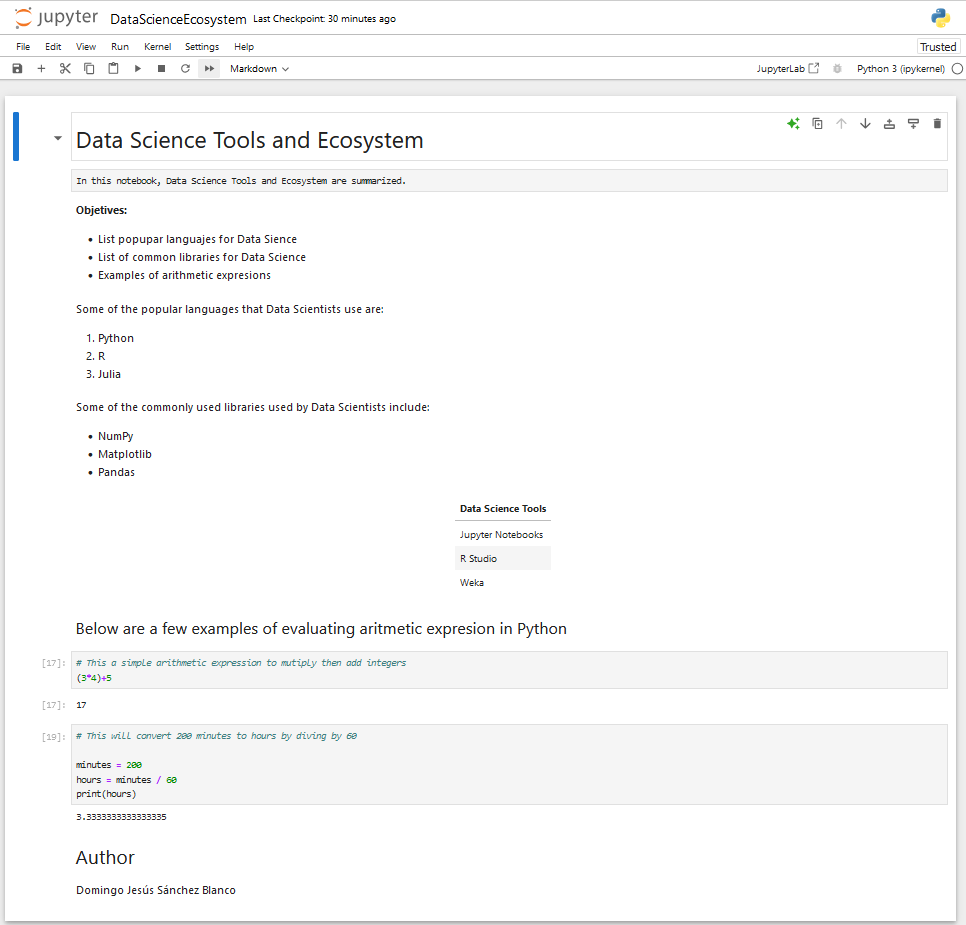 jupyter DataScienceEcosystem Last Checkpoint: 30 minutes ago
File Edit View Run Kernel Settings Help Trusted
Markdown JupyterLab Python 3 (ipykernel)
Data Science Tools and Ecosystem
In this notebook, Data Science Tools and Ecosystem are summarized.
Objetives:
• List popupar languajes for Data Sience
• List of common libraries for Data Science
• Examples of arithmetic expresions
Some of the popular languages that Data Scientists use are:
1. Python
2. R
3. Julia
Some of the commonly used libraries used by Data Scientists include:
• NumPy
• Matplotlib
• Pandas
Data Science Tools
Jupyter Notebooks
R Studio
Weka
Below are a few examples of evaluating aritmetic expresion in Python
[17]: # This a simple arithmetic expression to mutiply then add integers
(3*4)+5
[17]: 17
[19]: # This will convert 200 minutes to hours by diving by 60
minutes = 200
hours = minutes / 60
print(hours)
3.3333333333333335
Author
Domingo Jesús Sánchez Blanco